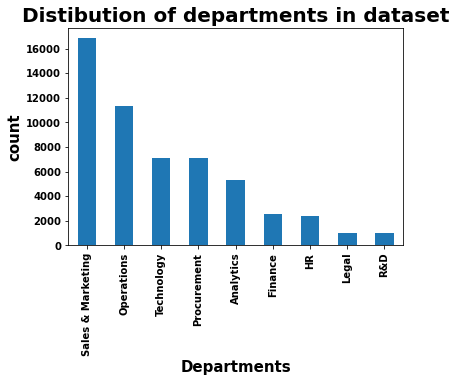 Distibution of departments in dataset
count
16000
14000
12000
10000
8000
6000
4000
2000
0
Sales & Marketing
Operations
Technology
Procurement
Analytics
Finance
HR
Legal
R&D
Departments